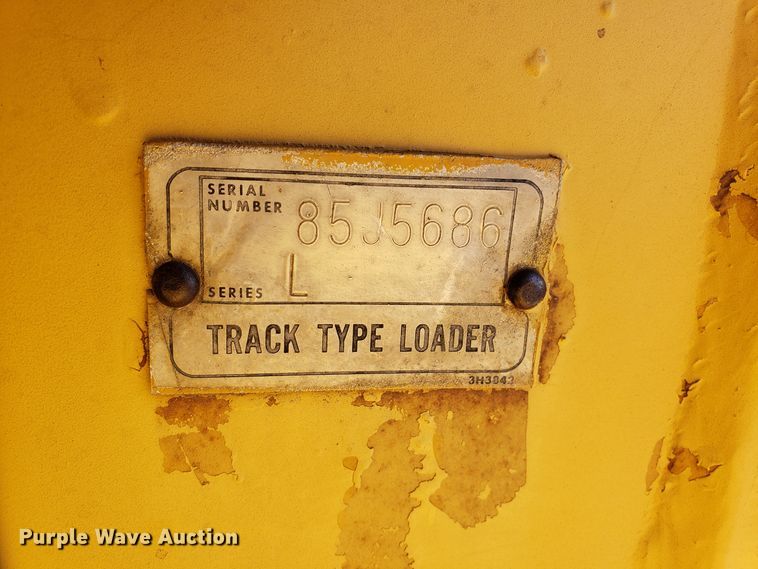 SERIAL
NUMBER 85J5686
SERIES L
TRACK TYPE LOADER
3H3842
Purple Wave Auction